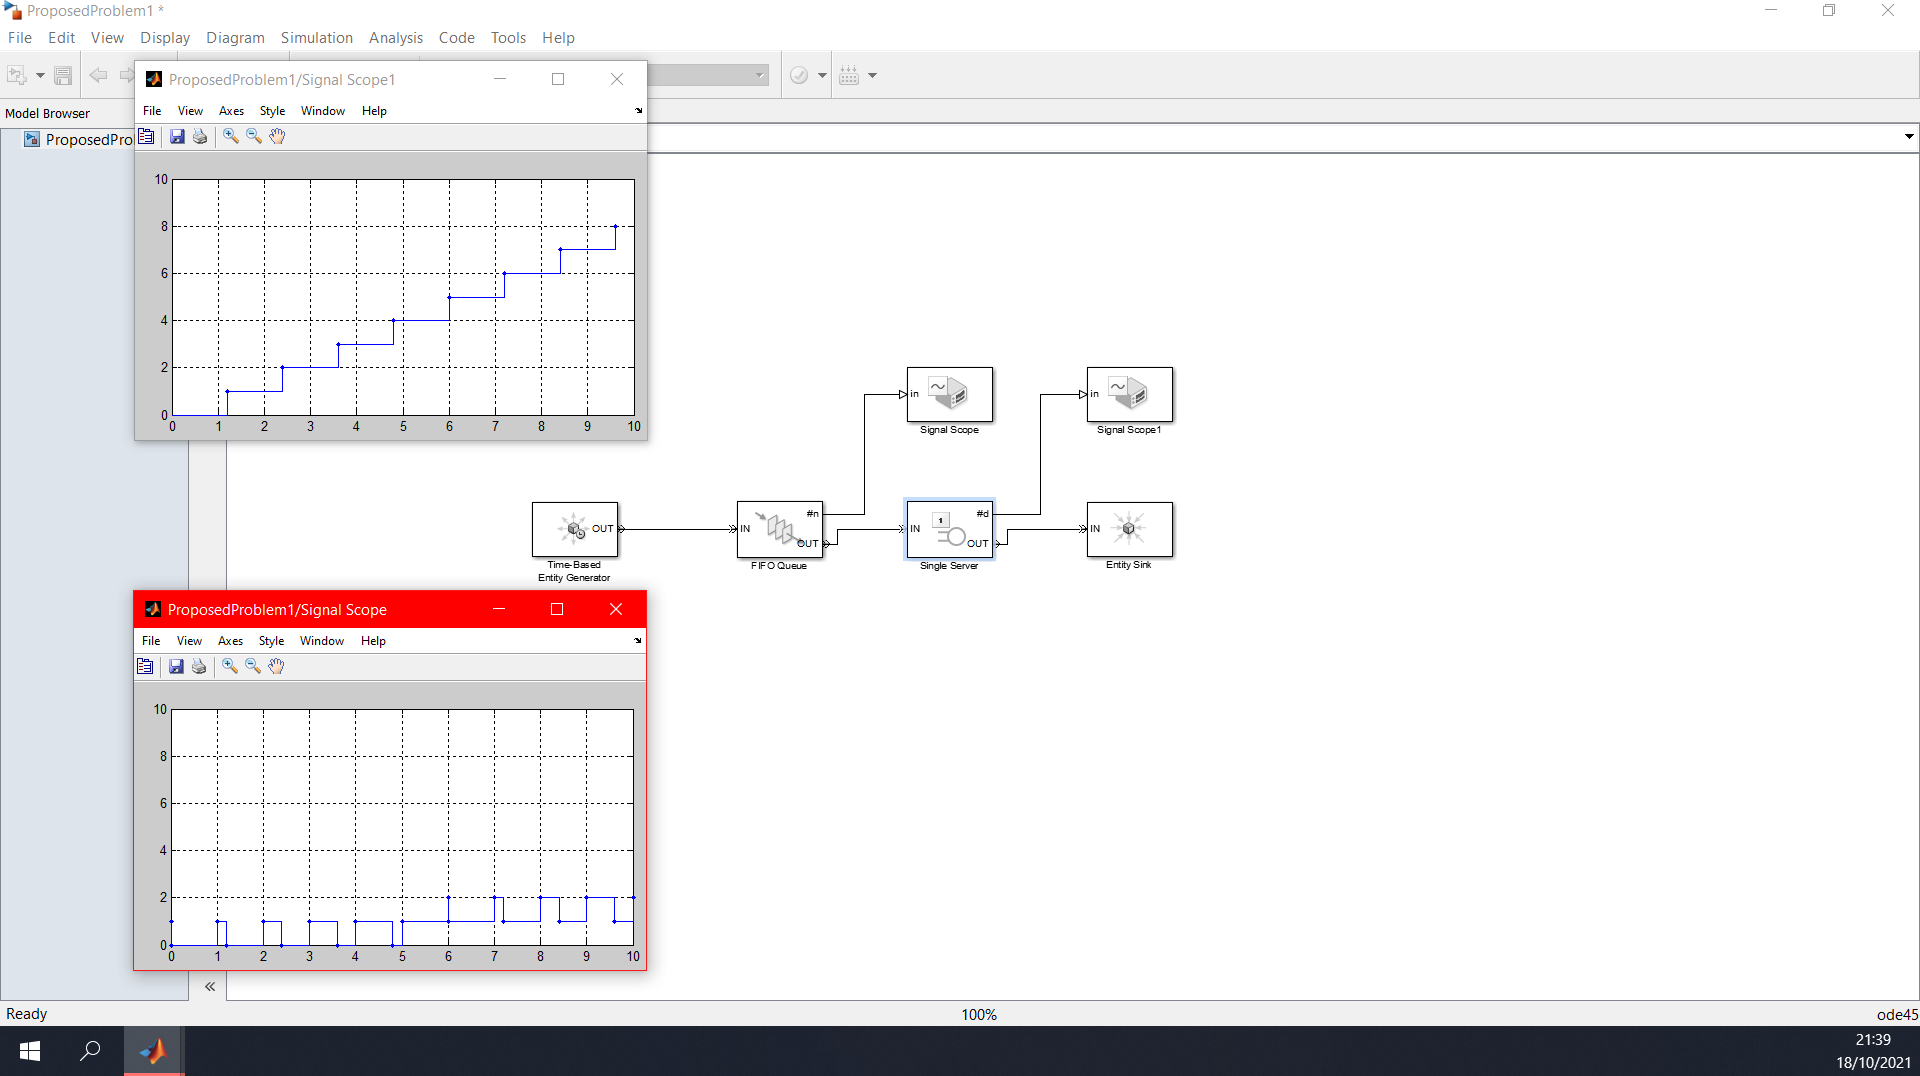 ProposedProblem1 *
File Edit View Display Diagram Simulation Analysis Code Tools Help
Model Browser
ProposedPro
ProposedProblem1/Signal Scope1
File View Axes Style Window Help
10
8
6
4
2
0
0 1 2 3 4 5 6 7 8 9 10
in
Signal Scope
in
Signal Scope1
OUT
Time-Based
Entity Generator
IN
#n
OUT
FIFO Queue
IN
1
#d
OUT
Single Server
IN
Entity Sink
ProposedProblem1/Signal Scope
File View Axes Style Window Help
10
8
6
4
2
0
0 1 2 3 4 5 6 7 8 9 10
Ready 100% ode45
21:39
18/10/2021